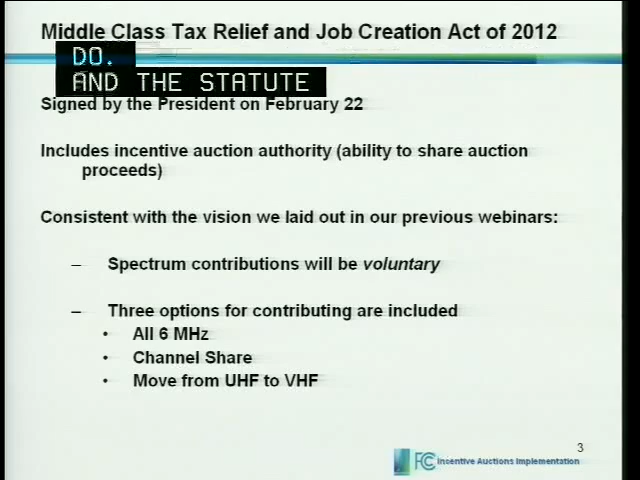 Middle Class Tax Relief and Job Creation Act of 2012
DO.
AND THE STATUTE
Signed by the President on February 22
Includes incentive auction authority (ability to share auction
proceeds)
Consistent with the vision we laid out in our previous webinars:
– Spectrum contributions will be voluntary
– Three options for contributing are included
• All 6 MHz
• Channel Share
• Move from UHF to VHF
3
FCC Incentive Auctions Implementation